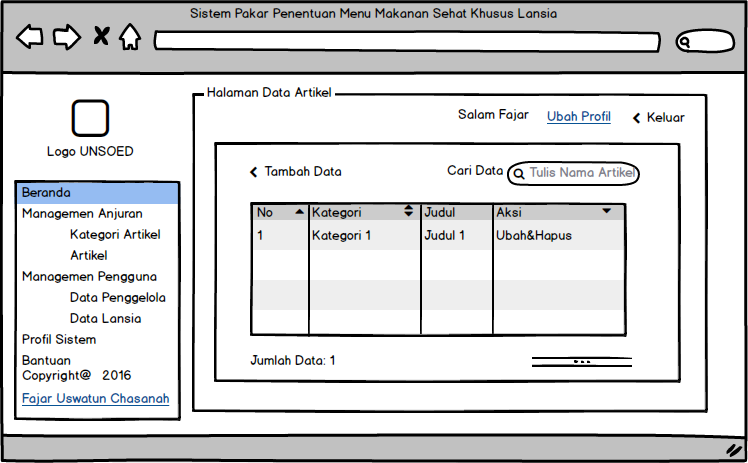 Sistem Pakar Penentuan Menu Makanan Sehat Khusus Lansia
Halaman Data Artikel
Salam Fajar Ubah Profil Keluar
Logo UNSOED
Tambah Data Cari Data Tulis Nama Artikel
Beranda
Managemen Anjuran
Kategori Artikel
Artikel
Managemen Pengguna
Data Penggelola
Data Lansia
Profil Sistem
Bantuan
Copyright@ 2016
Fajar Uswatun Chasanah
No Kategori Judul Aksi
1 Kategori 1 Judul 1 Ubah&Hapus
Jumlah Data: 1